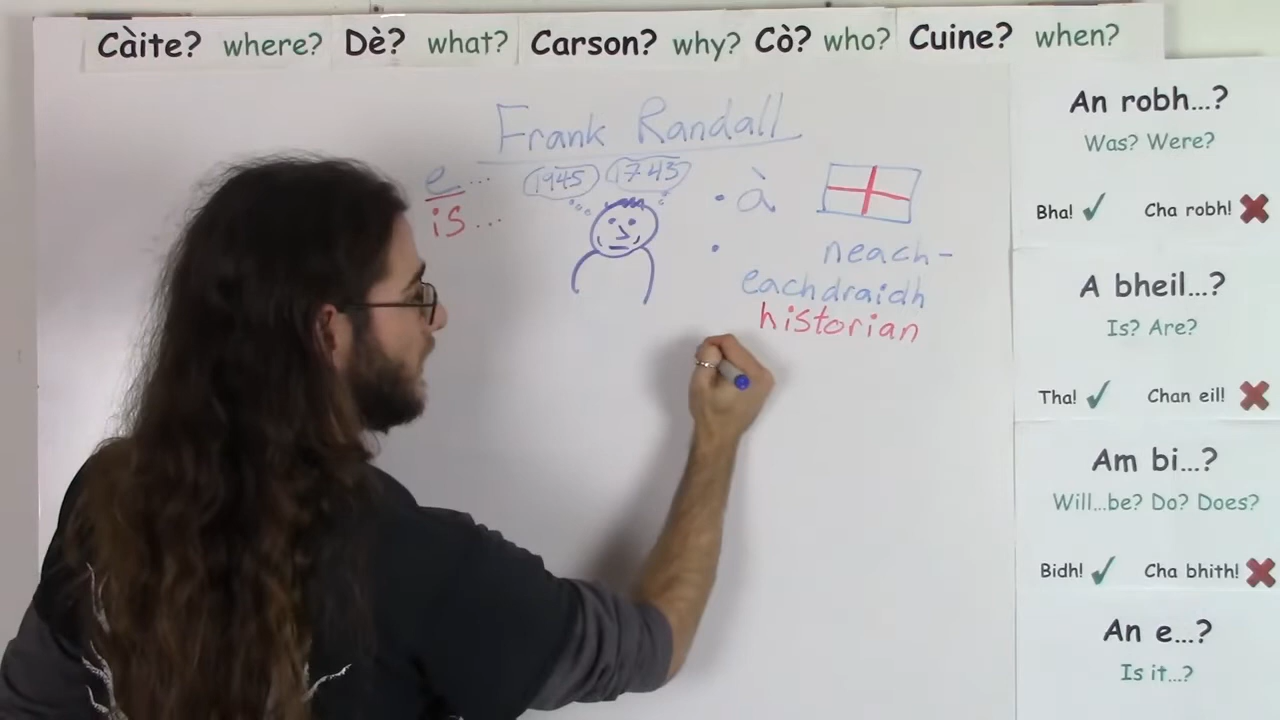 Càite? where? Dè? what? Carson? why? Cò? who? Cuine? when?
Frank Randall
e...
is...
1945
1743
• à
• neach-
eachdraidh
historian
An robh...?
Was? Were?
Bha! Cha robh!
A bheil...?
Is? Are?
Tha! Chan eil!
Am bi...?
Will...be? Do? Does?
Bidh! Cha bhith!
An e...?
Is it...?